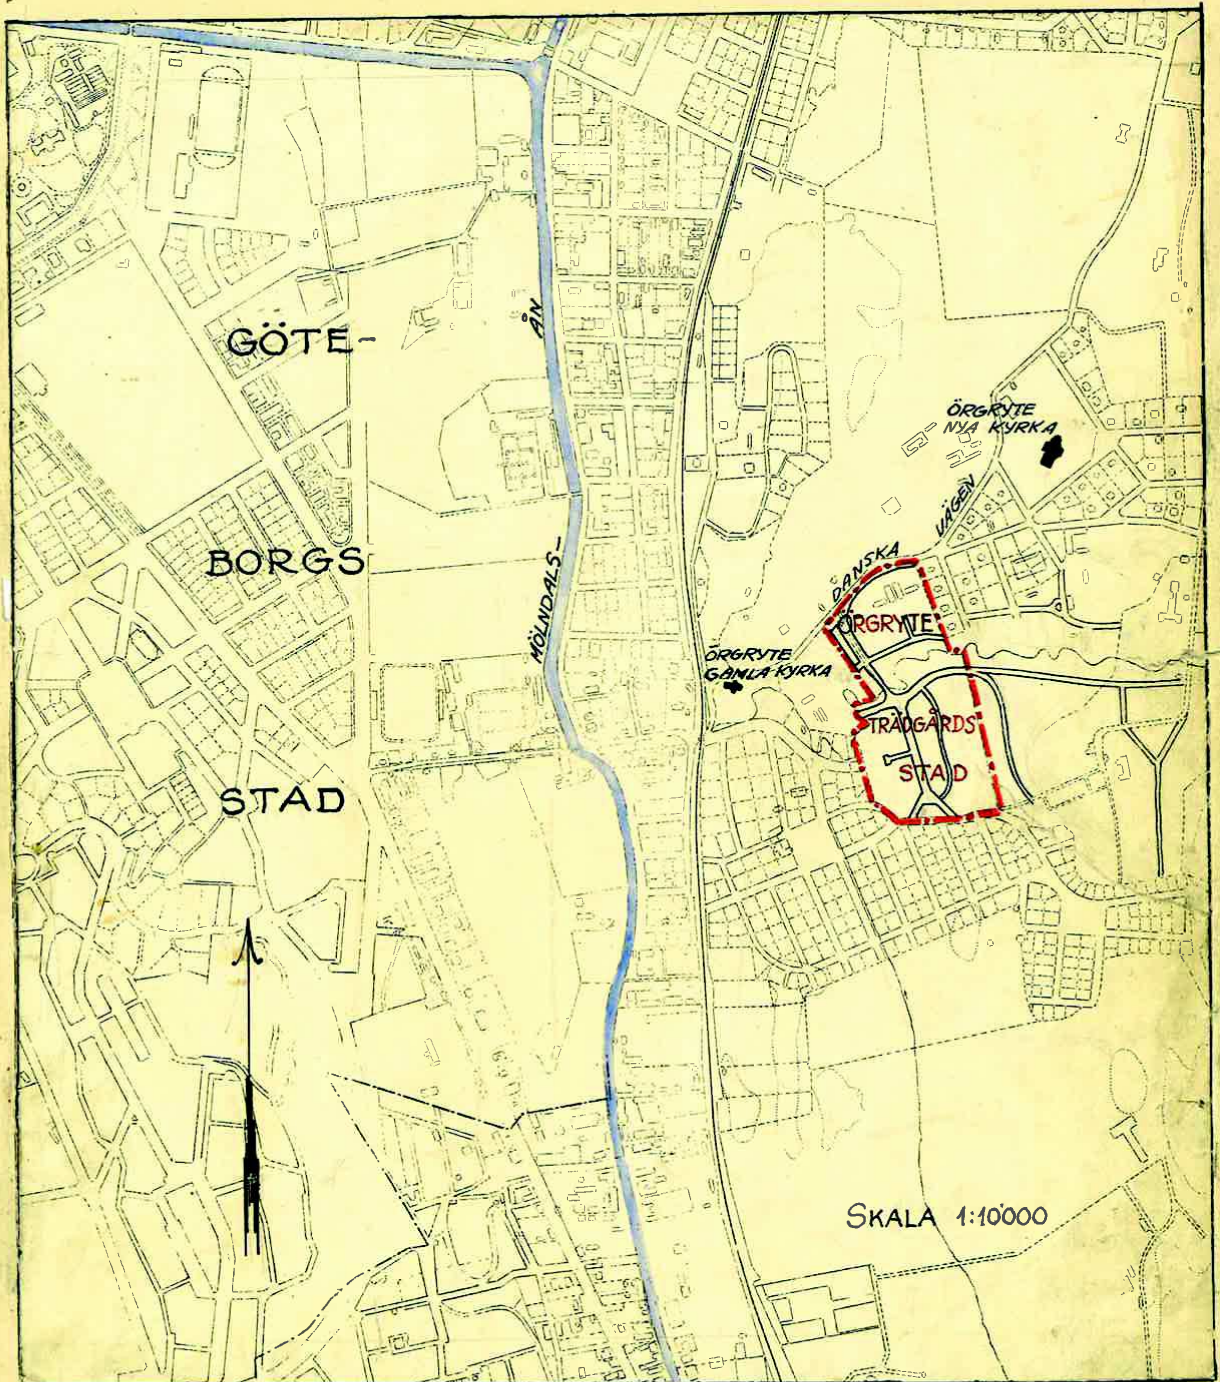 GÖTE-
BORGS
STAD
MÖLNDALS-
ÅN
ÖRGRYTE
NYA KYRKA
DANSKA
VÄGEN
ÖRGRYTE
GAMLA KYRKA
ÖRGRYTE
TRÄDGÅRDS
STAD
SKALA 1:10000